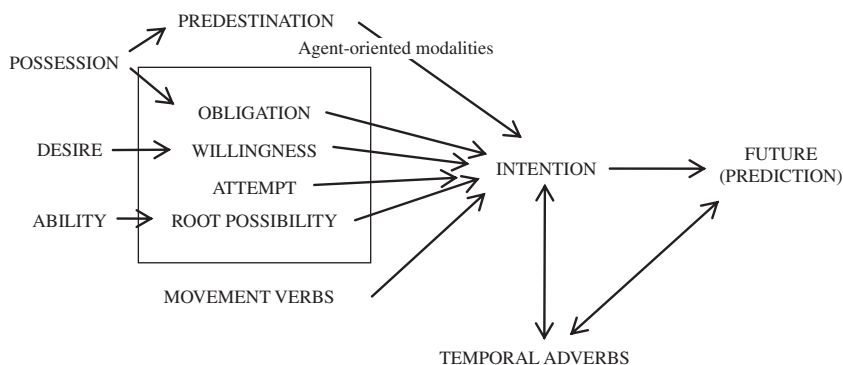 PREDESTINATION
Agent-oriented modalities
POSSESSION
OBLIGATION
DESIRE
WILLINGNESS
INTENTION
FUTURE
(PREDICTION)
ATTEMPT
ABILITY
ROOT POSSIBILITY
MOVEMENT VERBS
TEMPORAL ADVERBS